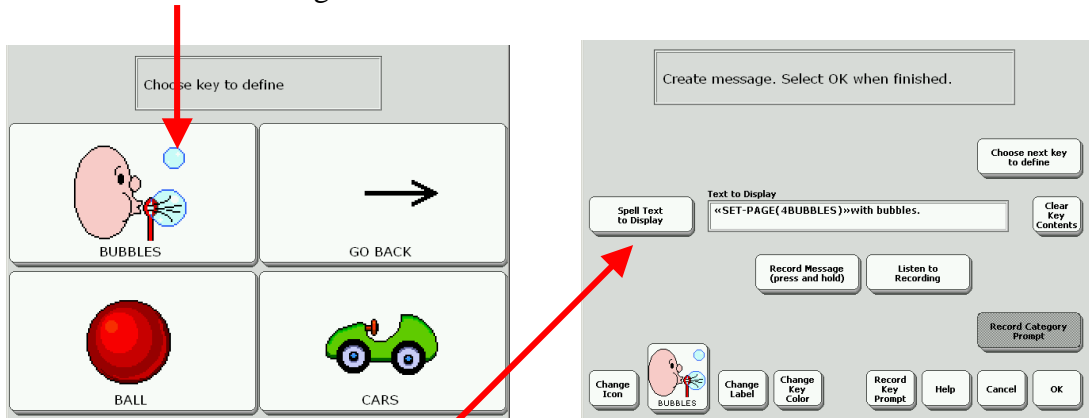 Choose key to define
BUBBLES
GO BACK
BALL
CARS
Create message. Select OK when finished.
Choose next key
to define
Text to Display
Spell Text
to Display
«SET-PAGE(4BUBBLES)»with bubbles.
Clear
Key
Contents
Record Message
(press and hold)
Listen to
Recording
Record Category
Prompt
Change
Icon
BUBBLES
Change
Label
Change
Key
Color
Record
Key
Prompt
Help
Cancel
OK